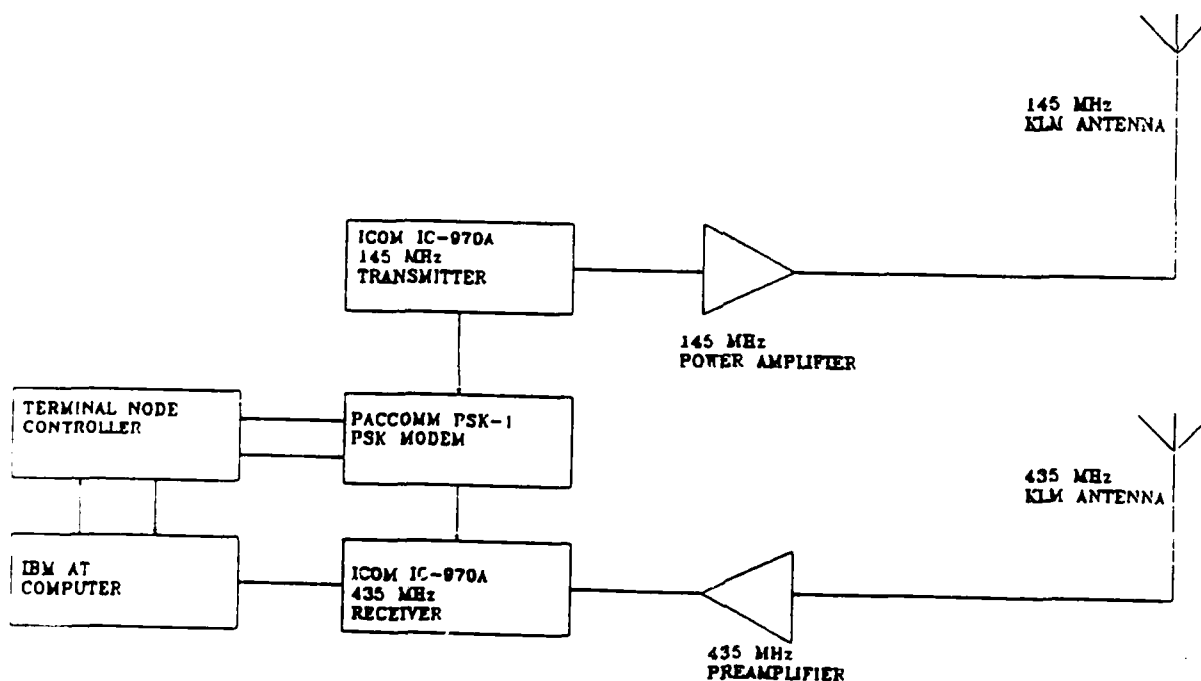 145 MHz
KLM ANTENNA
ICOM IC-970A
145 MHz
TRANSMITTER
145 MHz
POWER AMPLIFIER
TERMINAL NODE
CONTROLLER
PACCOMM PSK-1
PSK MODEM
435 MHz
KLM ANTENNA
IBM AT
COMPUTER
ICOM IC-970A
435 MHz
RECEIVER
435 MHz
PREAMPLIFIER